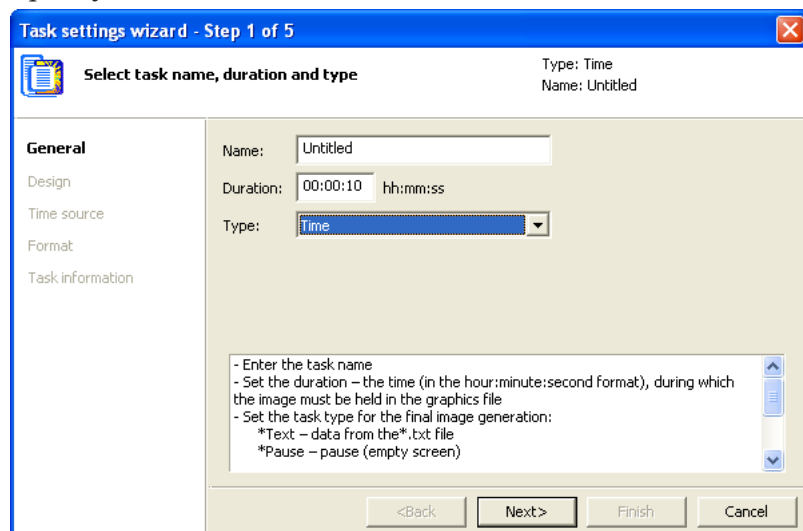 Task settings wizard - Step 1 of 5
Select task name, duration and type
Type: Time
Name: Untitled
General
Design
Time source
Format
Task information
Name: Untitled
Duration: 00:00:10 hh:mm:ss
Type: Time
- Enter the task name
- Set the duration – the time (in the hour:minute:second format), during which
the image must be held in the graphics file
- Set the task type for the final image generation:
*Text – data from the*.txt file
*Pause – pause (empty screen)
<Back Next> Finish Cancel